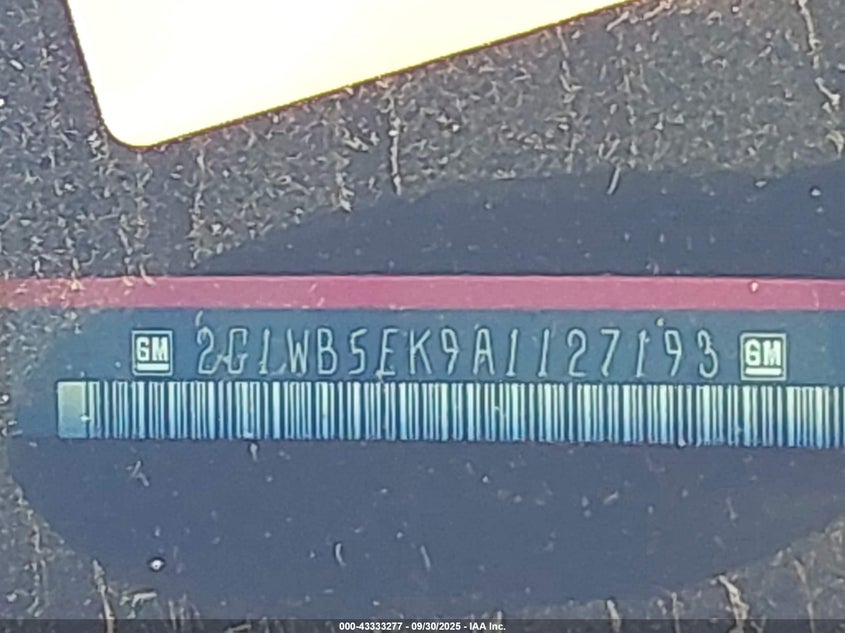 GM 2G1WB5EK9A1127193 GM
000-43333277 - 09/30/2025 - IAA Inc.